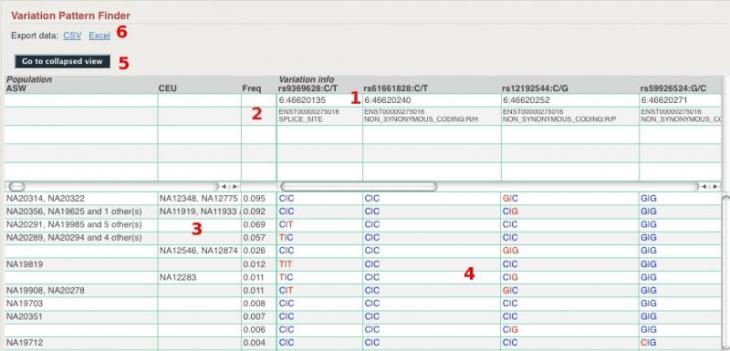 Variation Pattern Finder
Export data: CSV Excel 6
Go to collapsed view 5
Population Variation info
ASW CEU Freq rs9369628:C/T rs61661828:C/T rs12192544:C/G rs59926524:G/C
6:46620135 1 6:46620240 6:46620252 6:46620271
2 ENST00000275016 ENST00000275016 ENST00000275016 ENST00000275016
SPLICE_SITE NON_SYNONYMOUS_CODING:R/H NON_SYNONYMOUS_CODING:R/P NON_SYNONYMOUS_CC
NA20314, NA20322 NA12348, NA12775 0.095 C|C C|C G|C G|G
NA20356, NA19625 and 1 other(s) NA11919, NA11933 0.092 C|C C|C C|G G|G
NA20291, NA19985 and 5 other(s) 0.069 C|T C|C C|C G|G
3
NA20289, NA20294 and 4 other(s) 0.057 T|C C|C C|C G|G
NA12546, NA12874 0.026 C|C C|C G|G G|G
NA19819 0.012 T|T C|C C|C G|G
NA12283 0.011 T|C C|C 4 C|G G|G
NA19908, NA20278 0.011 C|T C|C G|C G|G
NA19703 0.008 C|C C|C C|C G|G
NA20351 0.007 C|C C|C C|C G|G
0.006 C|C C|C C|G G|G
NA19712 0.004 C|C C|C C|C C|G